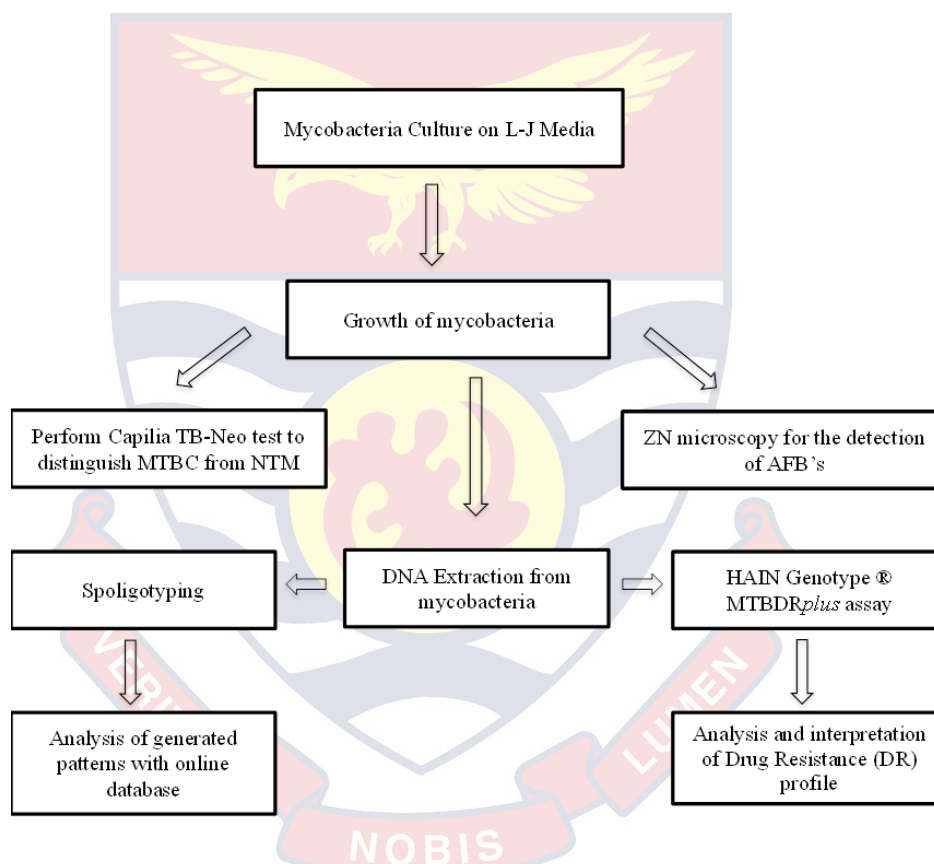 Mycobacteria Culture on L-J Media
Growth of mycobacteria
Perform Capilia TB-Neo test to
distinguish MTBC from NTM
ZN microscopy for the detection
of AFB’s
Spoligotyping
DNA Extraction from
mycobacteria
HAIN Genotype ®
MTBDRplus assay
Analysis of generated
patterns with online
database
Analysis and interpretation
of Drug Resistance (DR)
profile
NOBIS
LUMEN